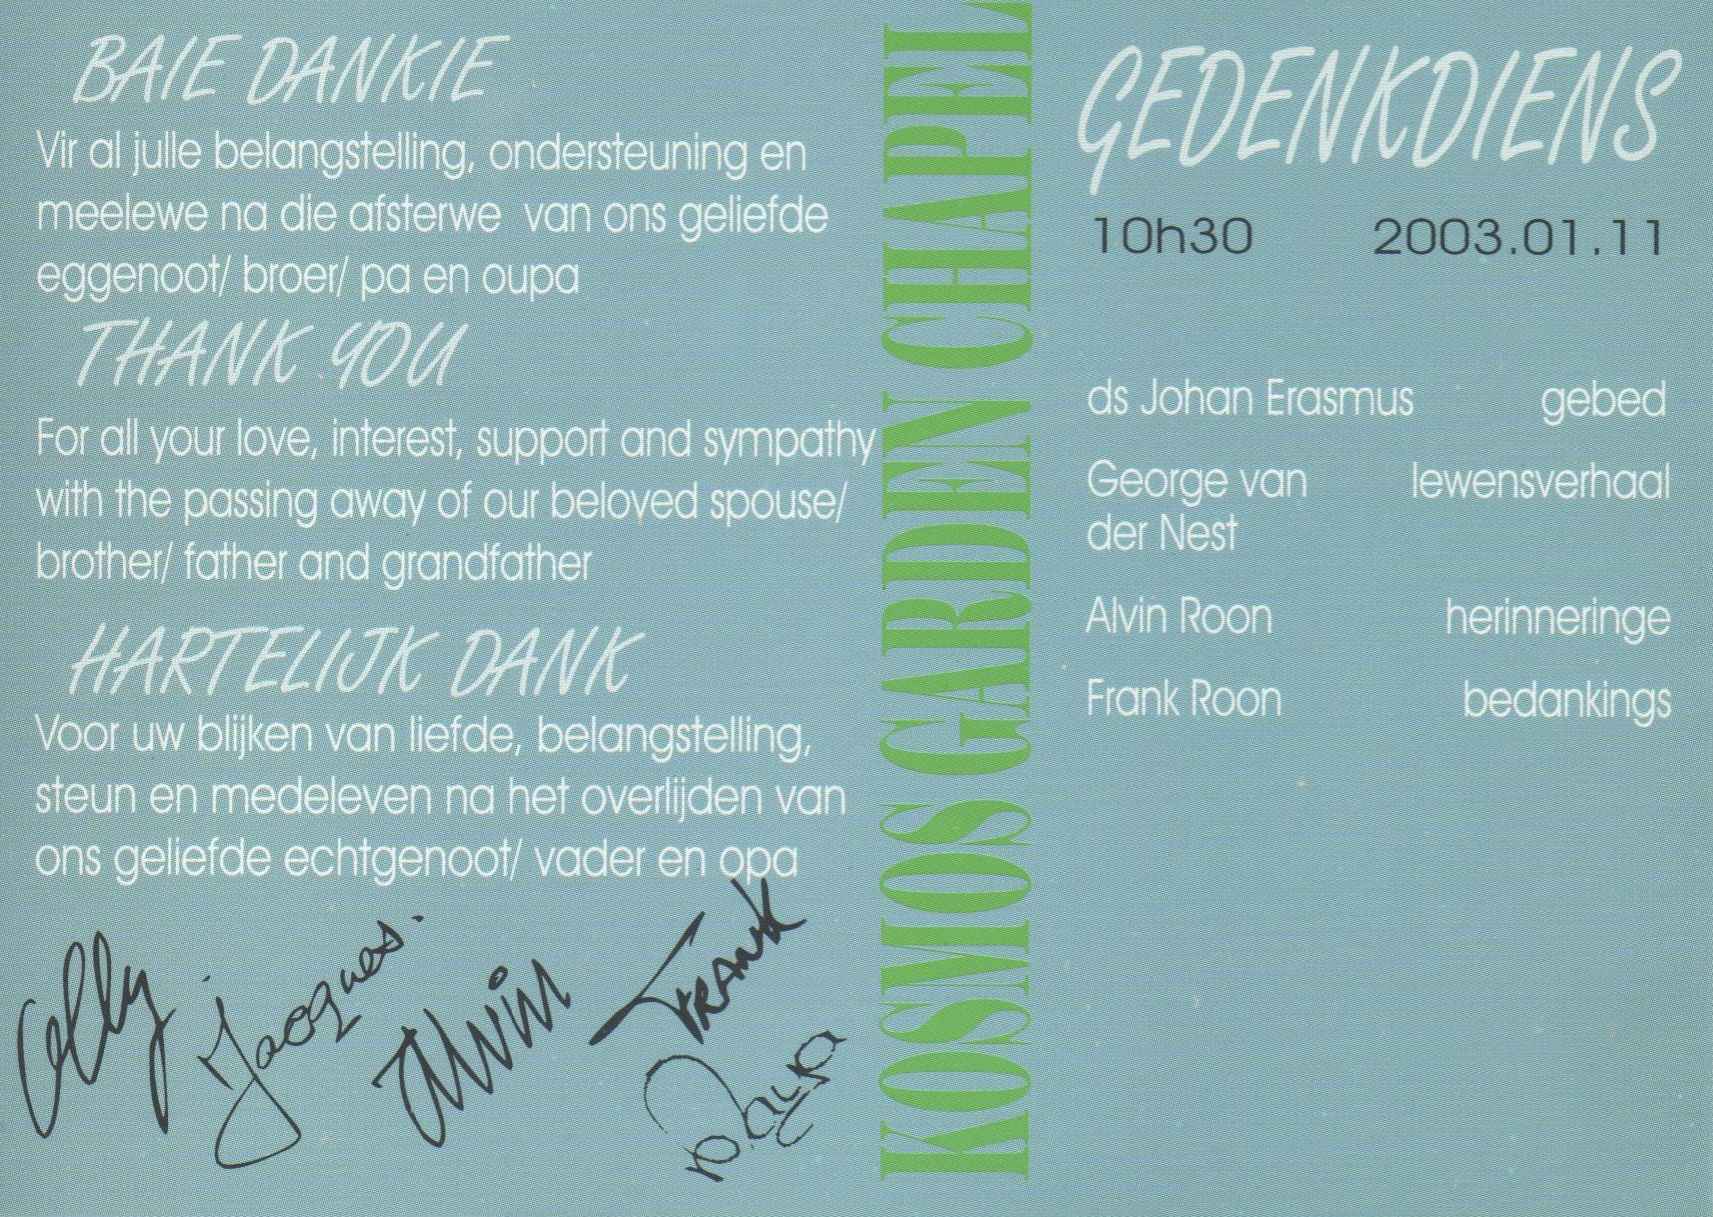 BAIE DANKIE
Vir al julle belangstelling, ondersteuning en
meelewe na die afsterwe van ons geliefde
eggenoot/ broer/ pa en oupa
THANK YOU
For all your love, interest, support and sympathy
with the passing away of our beloved spouse/
brother/ father and grandfather
HARTELIJK DANK
Voor uw blijken van liefde, belangstelling,
steun en medeleven na het overlijden van
ons geliefde echtgenoot/ vader en opa
Jacques.
Alvin
FRANK
KOSMOS GARDEN CHAPEL
GEDENKDIENS
10h30 2003.01.11
ds Johan Erasmus gebed
George van lewensverhaal
der Nest
Alvin Roon herinneringe
Frank Roon bedankings